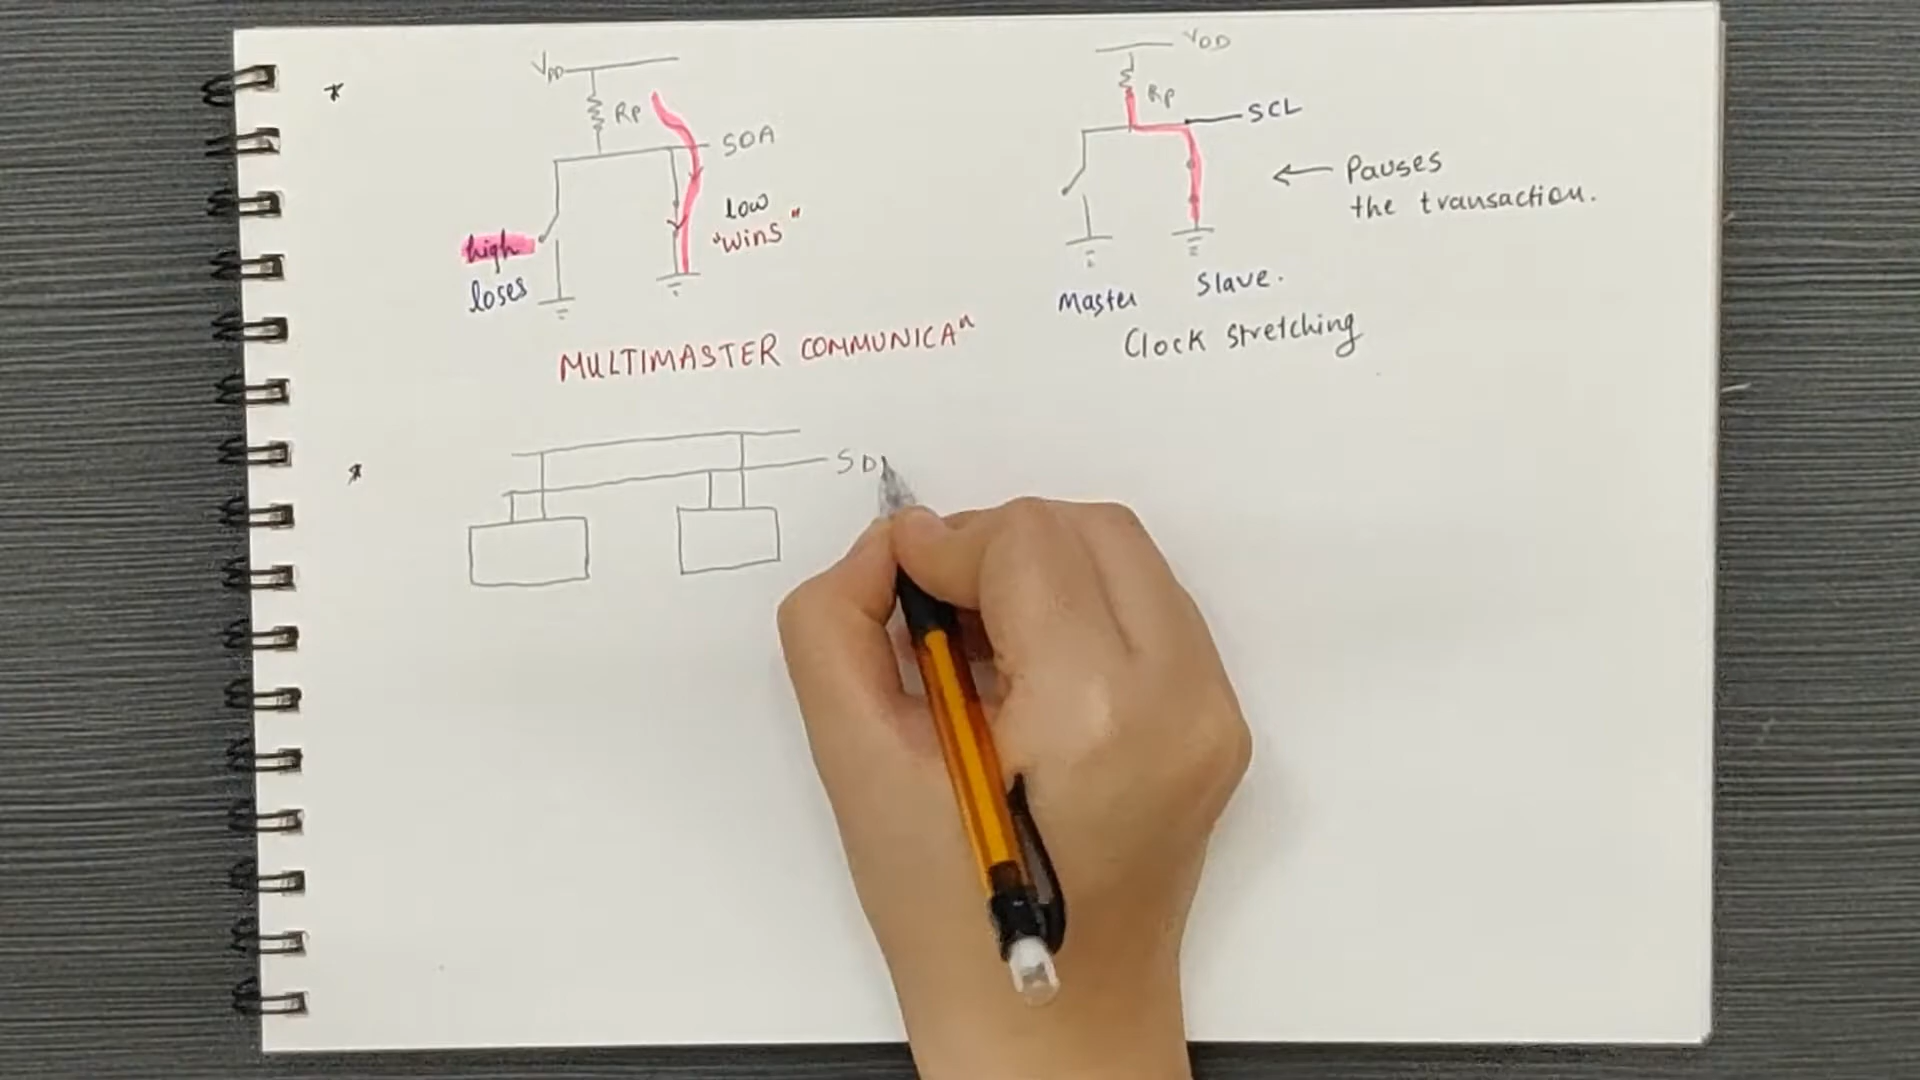 *
VDD
Rp
SDA
low
"wins"
high
loses
MULTIMASTER COMMUNICAⁿ
VDD
Rp
SCL
← Pauses
the transaction.
Master
Slave.
Clock stretching
*
SD